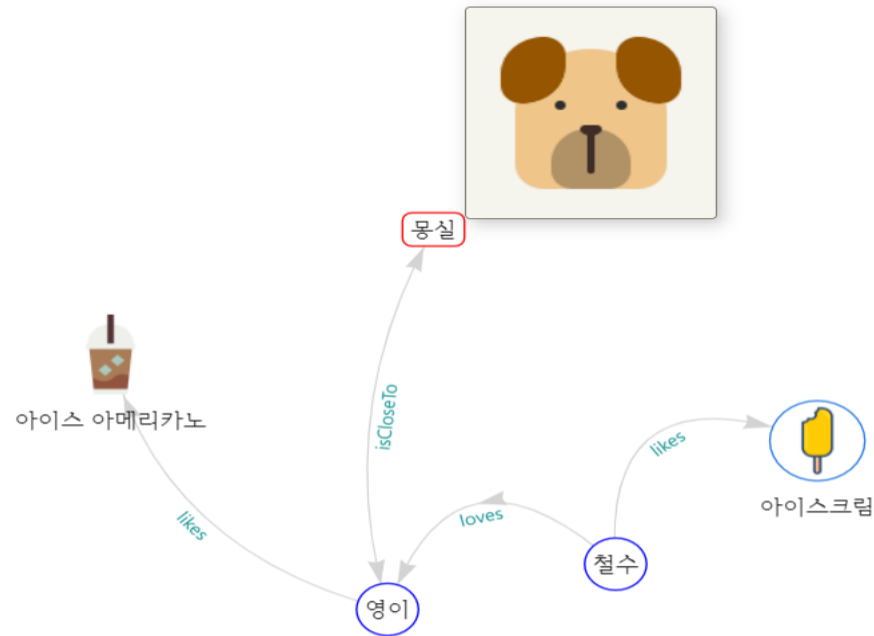 몽실
아이스 아메리카노
isCloseTo
likes
아이스크림
likes
loves
철수
영이